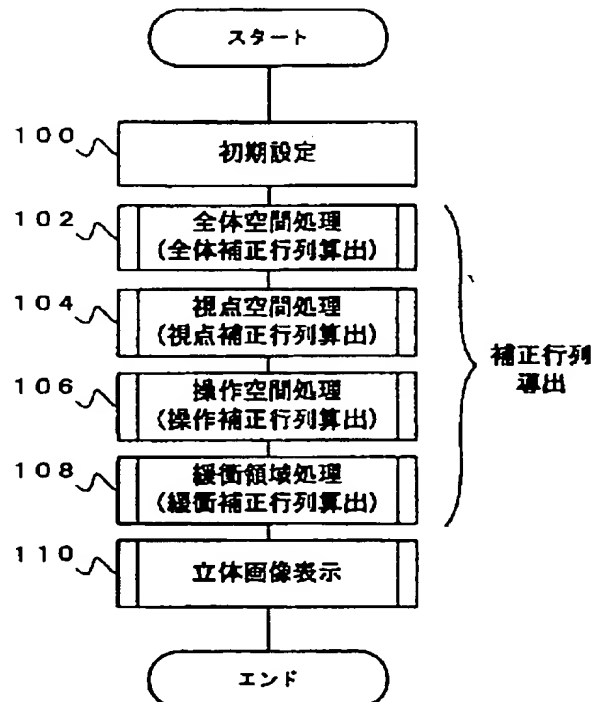 スタート
100
初期設定
102
全体空間処理
(全体補正行列算出)
104
視点空間処理
(視点補正行列算出)
106
操作空間処理
(操作補正行列算出)
108
緩衝領域処理
(緩衝補正行列算出)
補正行列
導出
110
立体画像表示
エンド